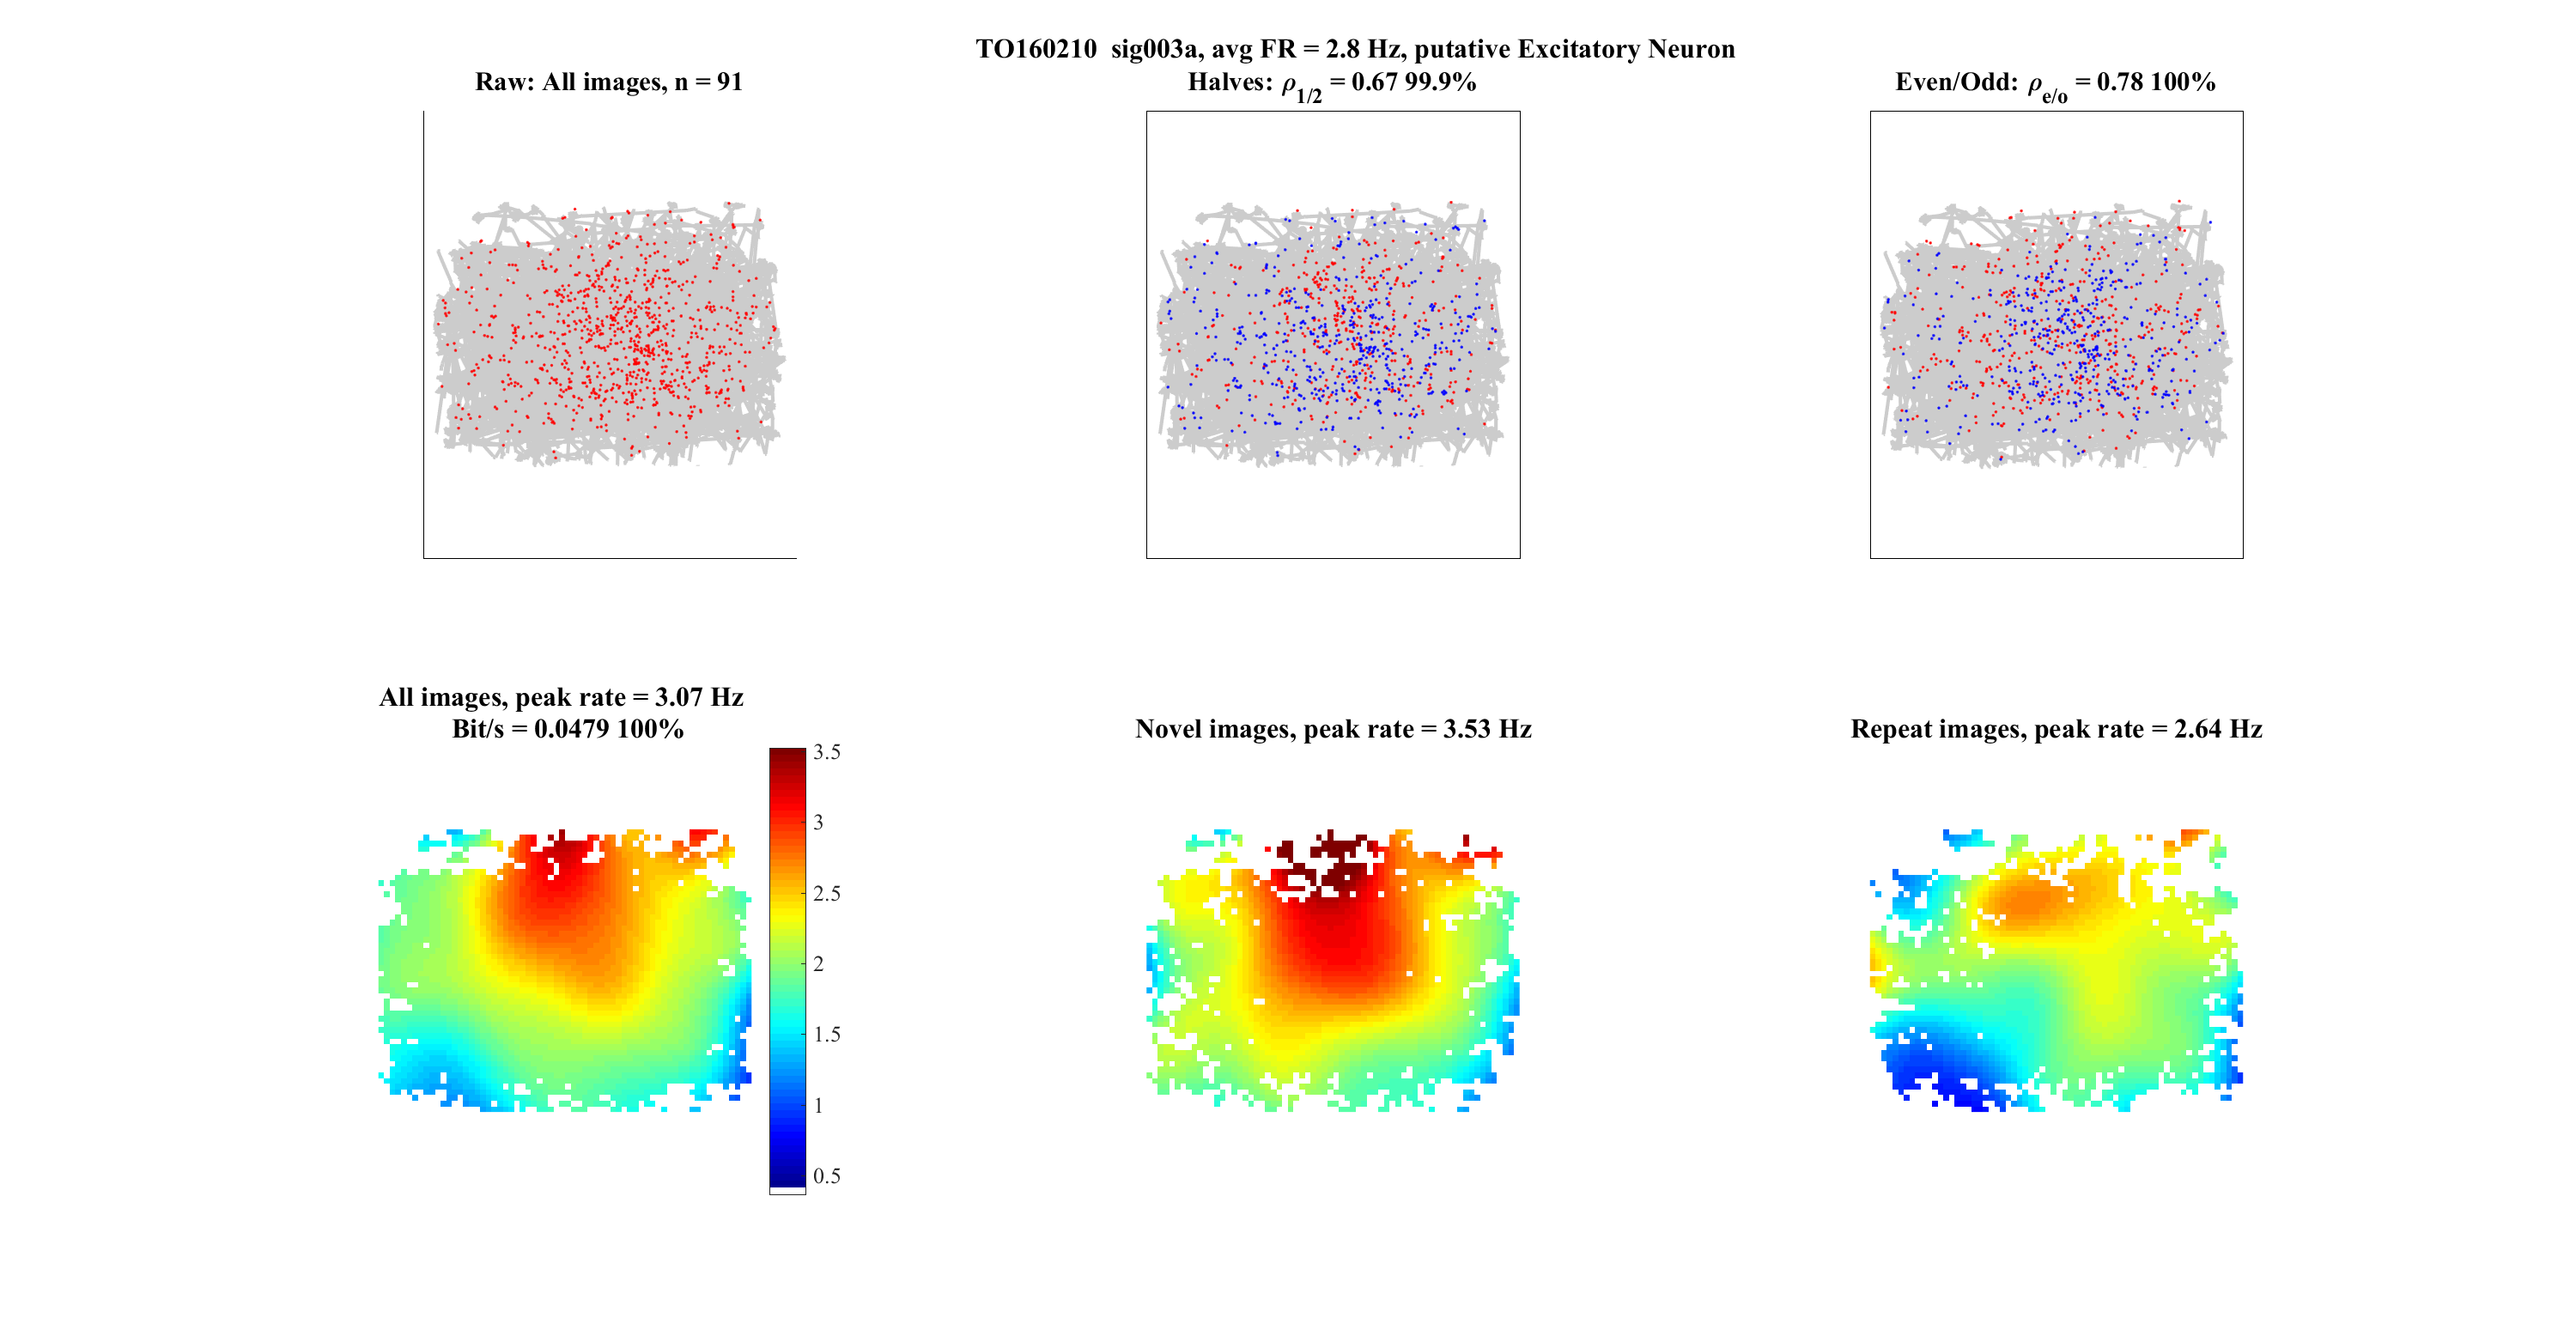 TO160210 sig003a, avg FR = 2.8 Hz, putative Excitatory Neuron
Raw: All images, n = 91
Halves: ρ1/2 = 0.67 99.9%
Even/Odd: ρe/o = 0.78 100%
All images, peak rate = 3.07 Hz
Bit/s = 0.0479 100%
Novel images, peak rate = 3.53 Hz
Repeat images, peak rate = 2.64 Hz
3.5
3
2.5
2
1.5
1
0.5